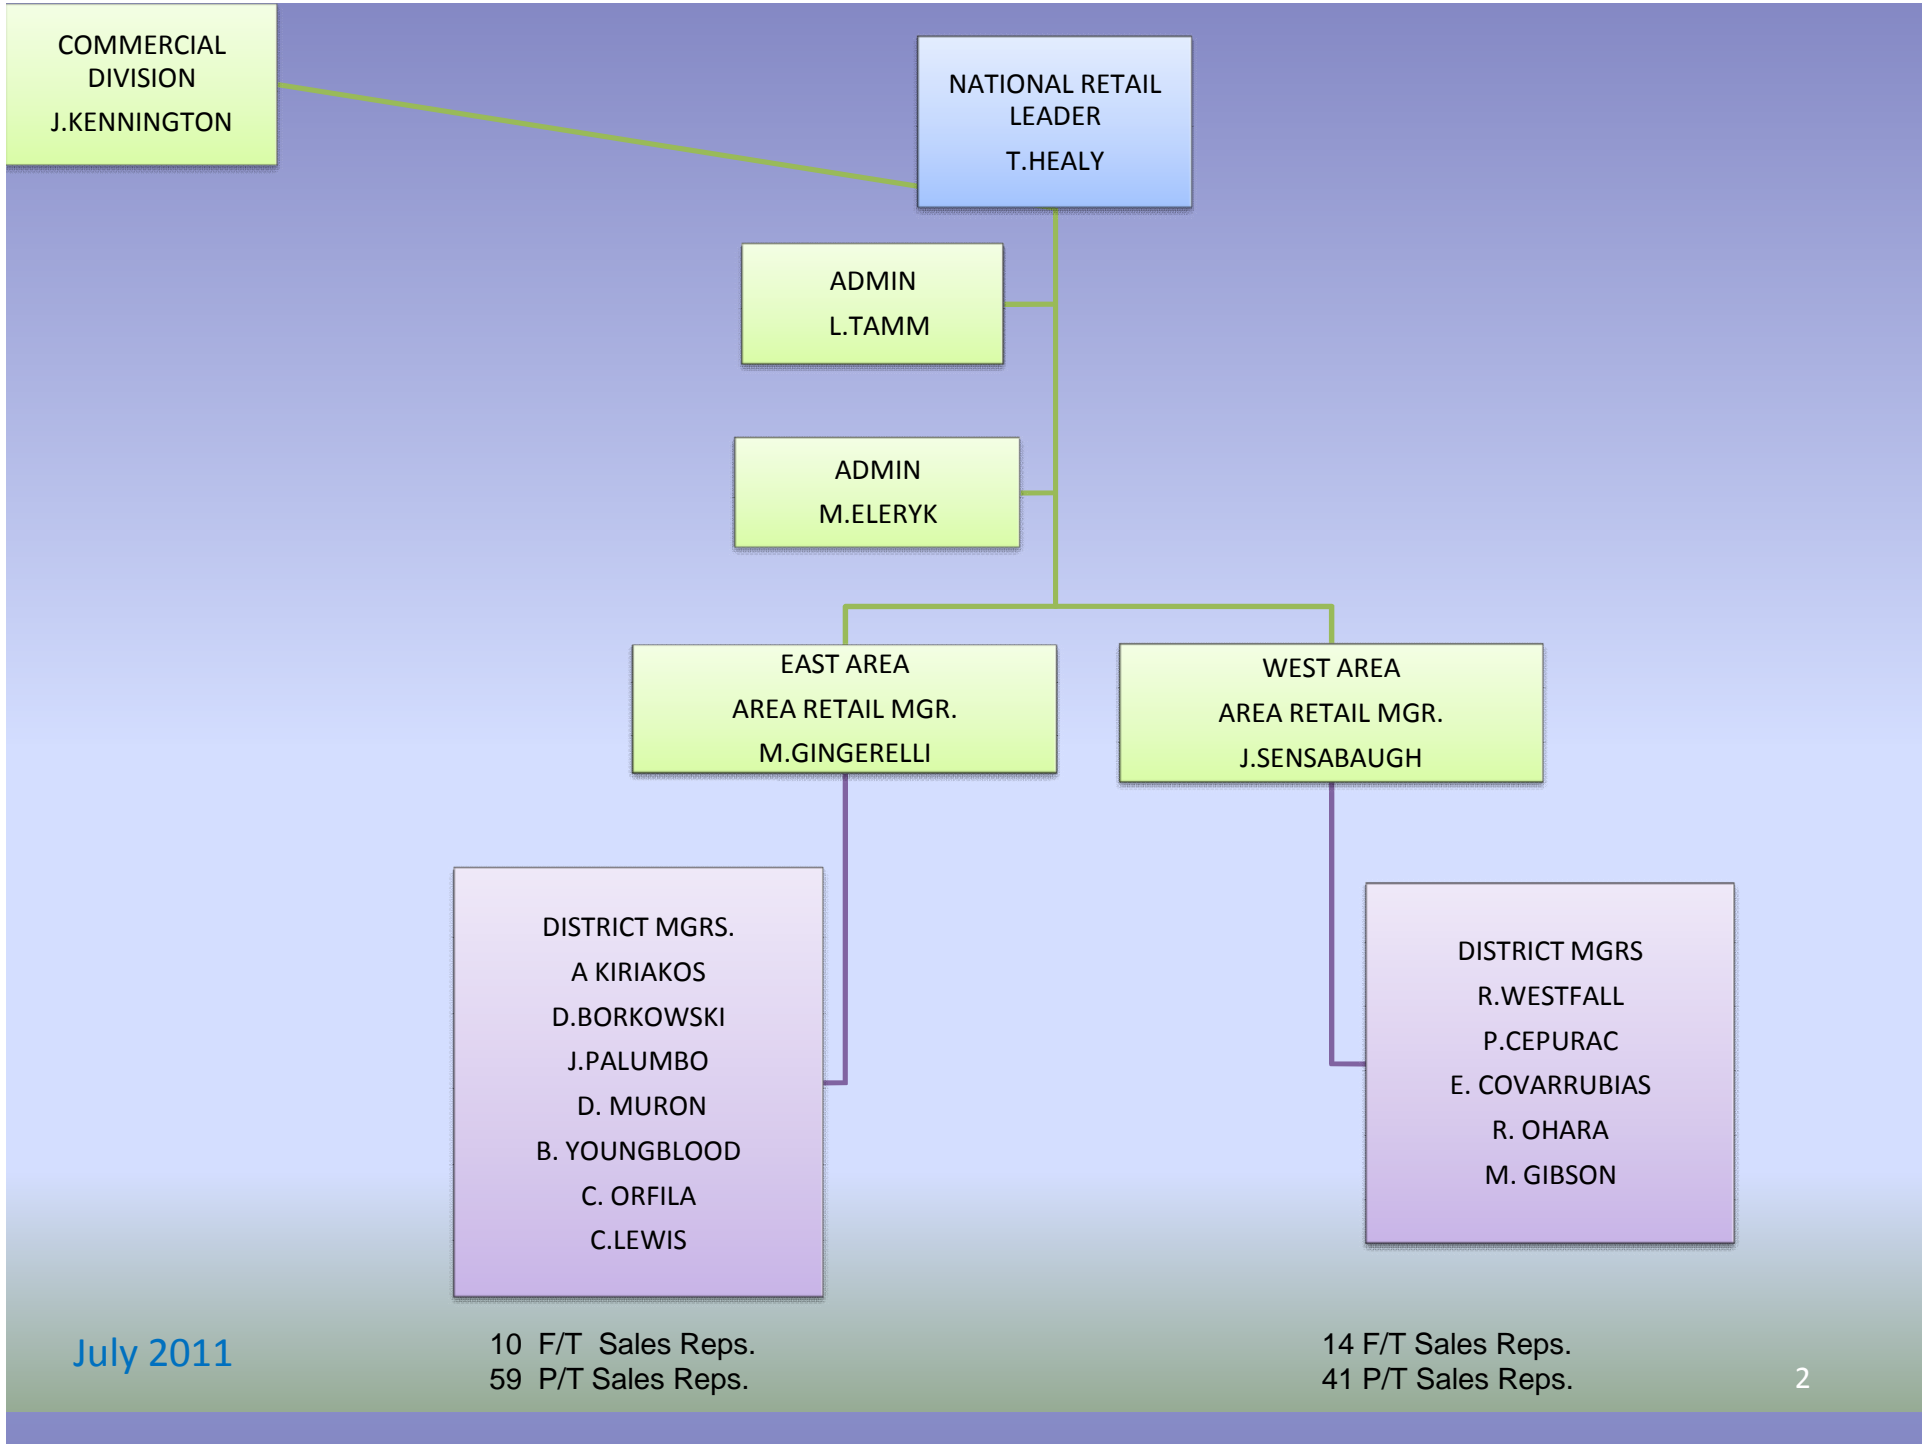 COMMERCIAL
DIVISION
J.KENNINGTON
NATIONAL RETAIL
LEADER
T.HEALY
ADMIN
L.TAMM
ADMIN
M.ELERYK
EAST AREA
AREA RETAIL MGR.
M.GINGERELLI
WEST AREA
AREA RETAIL MGR.
J.SENSABAUGH
DISTRICT MGRS.
A KIRIAKOS
D.BORKOWSKI
J.PALUMBO
D. MURON
B. YOUNGBLOOD
C. ORFILA
C.LEWIS
DISTRICT MGRS
R.WESTFALL
P.CEPURAC
E. COVARRUBIAS
R. OHARA
M. GIBSON
July 2011
10 F/T Sales Reps.
59 P/T Sales Reps.
14 F/T Sales Reps.
41 P/T Sales Reps.
2